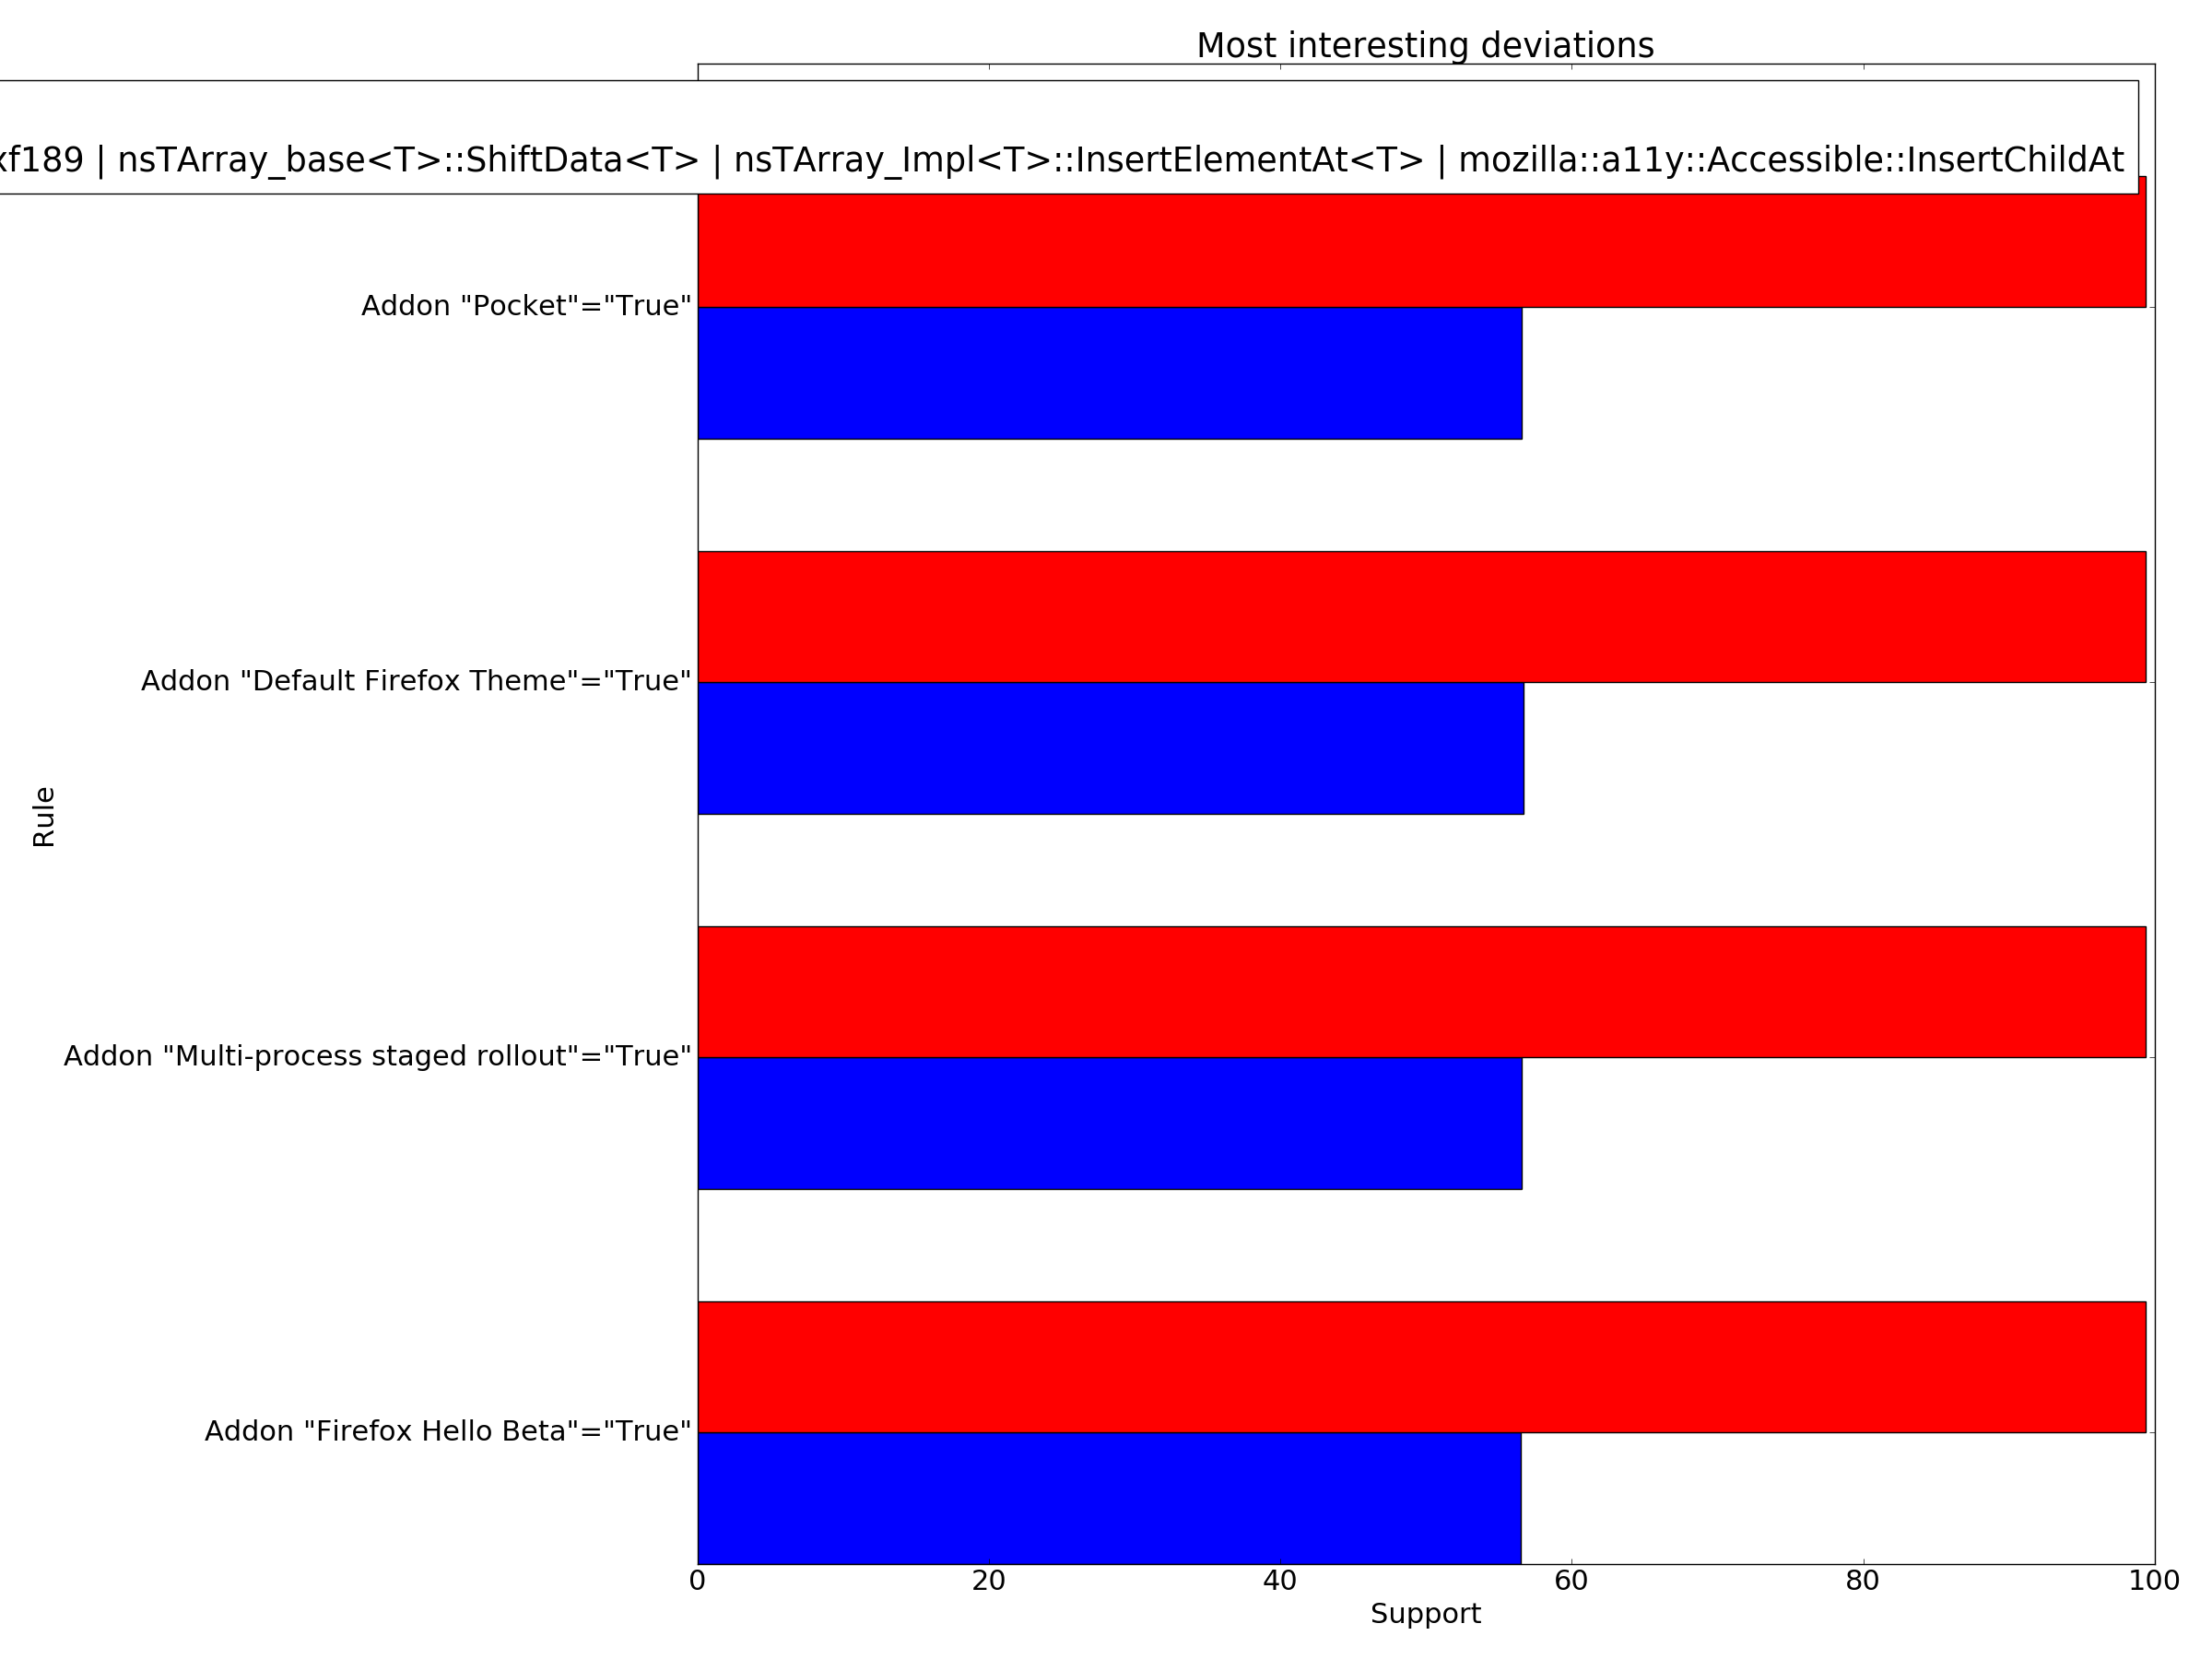 Most interesting deviations
xf189 | nsTArray_base<T>::ShiftData<T> | nsTArray_Impl<T>::InsertElementAt<T> | mozilla::a11y::Accessible::InsertChildAt
Addon "Pocket"="True"
Addon "Default Firefox Theme"="True"
Rule
Addon "Multi-process staged rollout"="True"
Addon "Firefox Hello Beta"="True"
0 20 40 60 80 100
Support